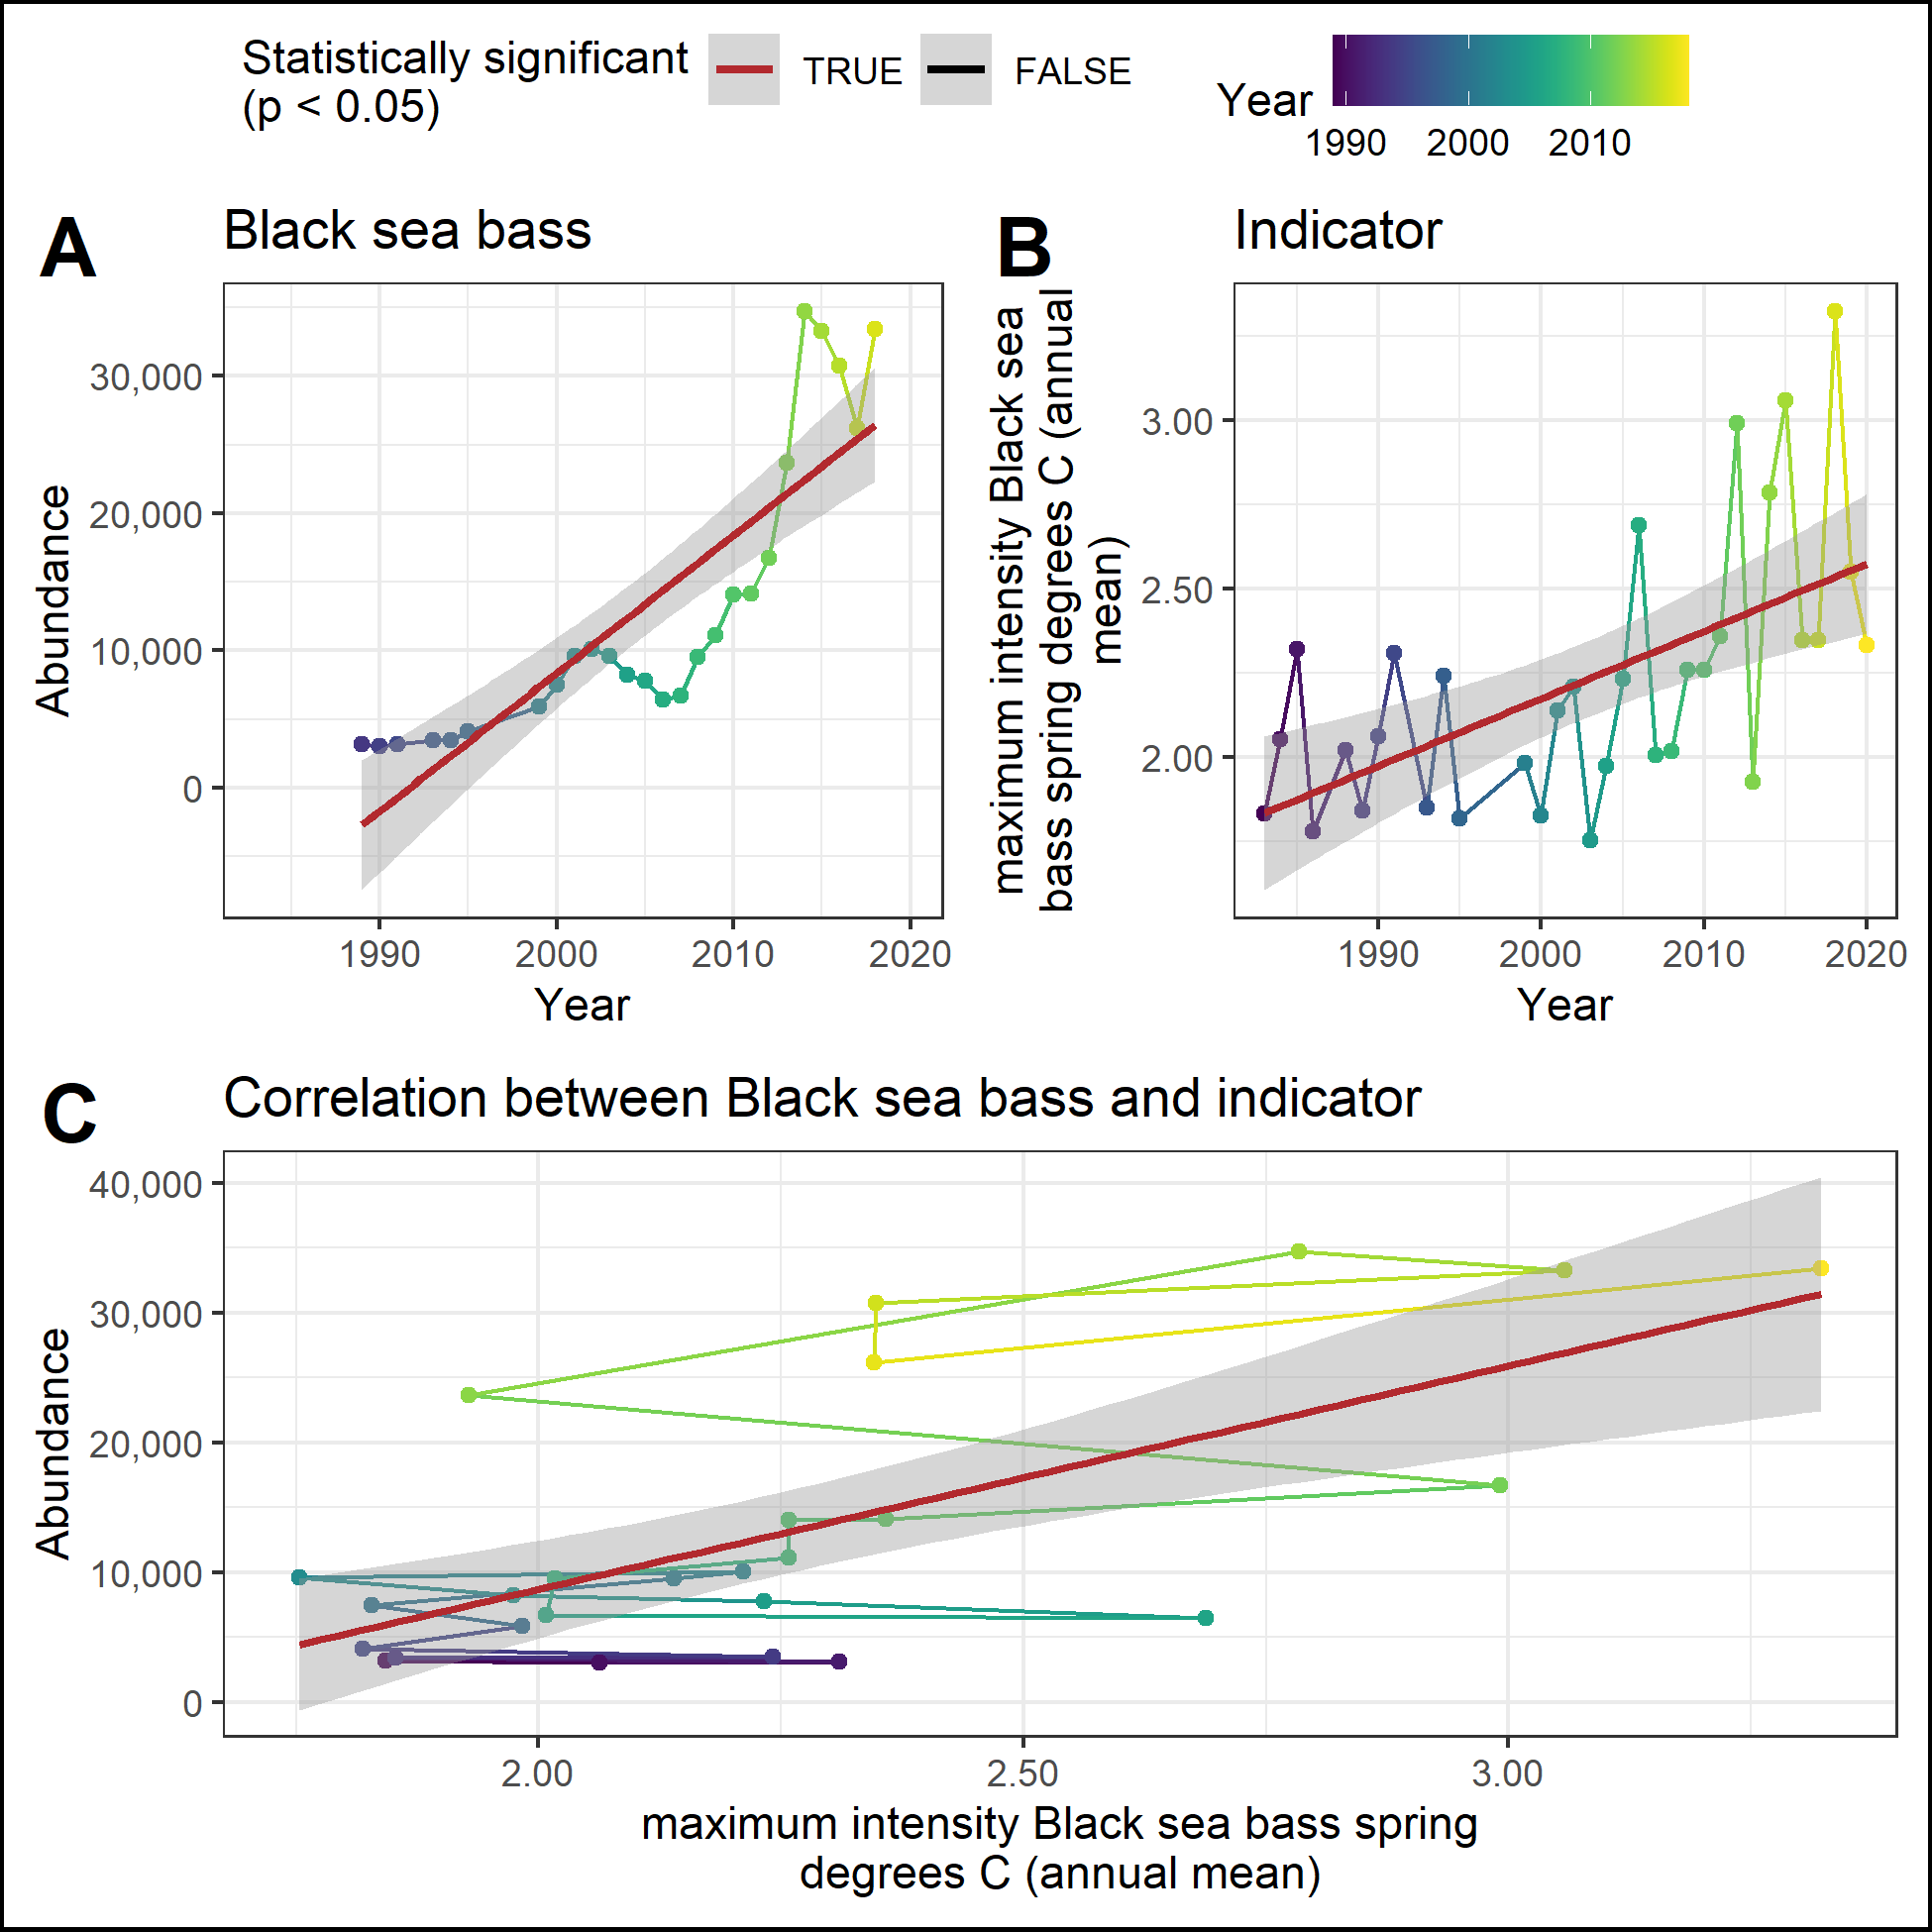 Statistically significant
(p < 0.05)
TRUE
FALSE
Year
1990 2000 2010
A
Black sea bass
Abundance
30,000
20,000
10,000
0
1990 2000 2010 2020
Year
B
Indicator
maximum intensity Black sea
bass spring degrees C (annual
mean)
3.00
2.50
2.00
1990 2000 2010 2020
Year
C
Correlation between Black sea bass and indicator
Abundance
40,000
30,000
20,000
10,000
0
2.00 2.50 3.00
maximum intensity Black sea bass spring
degrees C (annual mean)